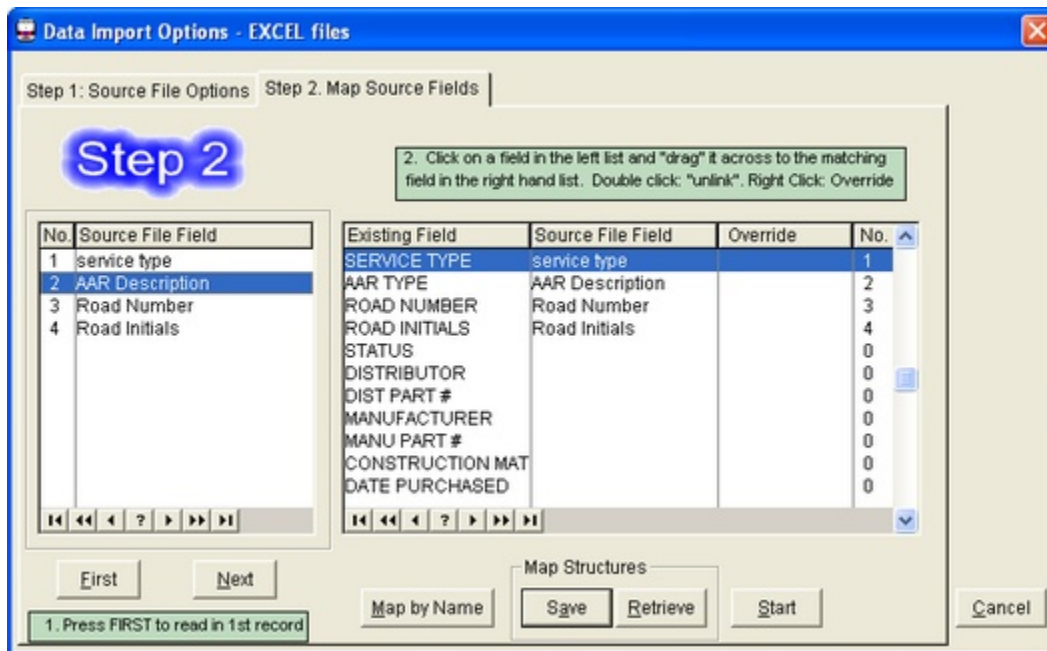 Data Import Options - EXCEL files
Step 1: Source File Options Step 2. Map Source Fields
Step 2
2. Click on a field in the left list and "drag" it across to the matching
field in the right hand list. Double click: "unlink". Right Click: Override
No. Source File Field
1 service type
2 AAR Description
3 Road Number
4 Road Initials
Existing Field Source File Field Override No.
SERVICE TYPE service type 1
AAR TYPE AAR Description 2
ROAD NUMBER Road Number 3
ROAD INITIALS Road Initials 4
STATUS 0
DISTRIBUTOR 0
DIST PART # 0
MANUFACTURER 0
MANU PART # 0
CONSTRUCTION MAT 0
DATE PURCHASED 0
? ?
First Next
1. Press FIRST to read in 1st record
Map Structures
Map by Name Save Retrieve Start Cancel